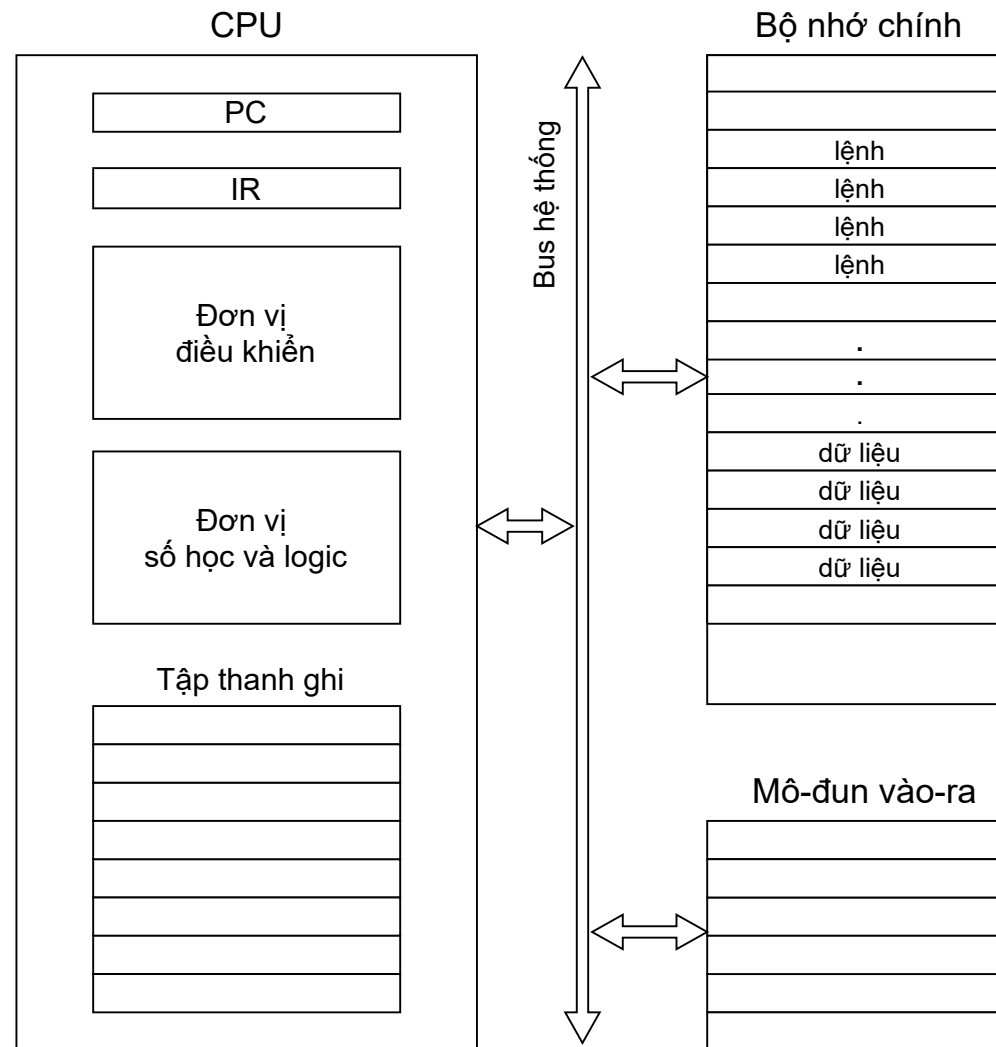 CPU
PC
IR
Đơn vị
điều khiển
Đơn vị
số học và logic
Tập thanh ghi
Bus hệ thống
Bộ nhớ chính
lệnh
lệnh
lệnh
lệnh
.
.
.
dữ liệu
dữ liệu
dữ liệu
dữ liệu
Mô-đun vào-ra